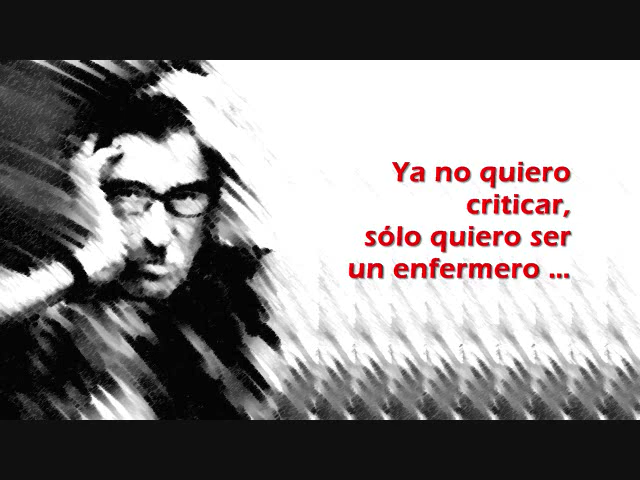 Ya no quiero
criticar,
sólo quiero ser
un enfermero ...